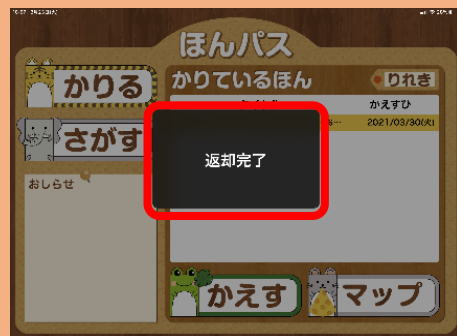 ほんパス
かりる
かりているほん
りれき
かえすひ
2021/03/30(火)
さがす
返却完了
おしらせ
かえす
マップ